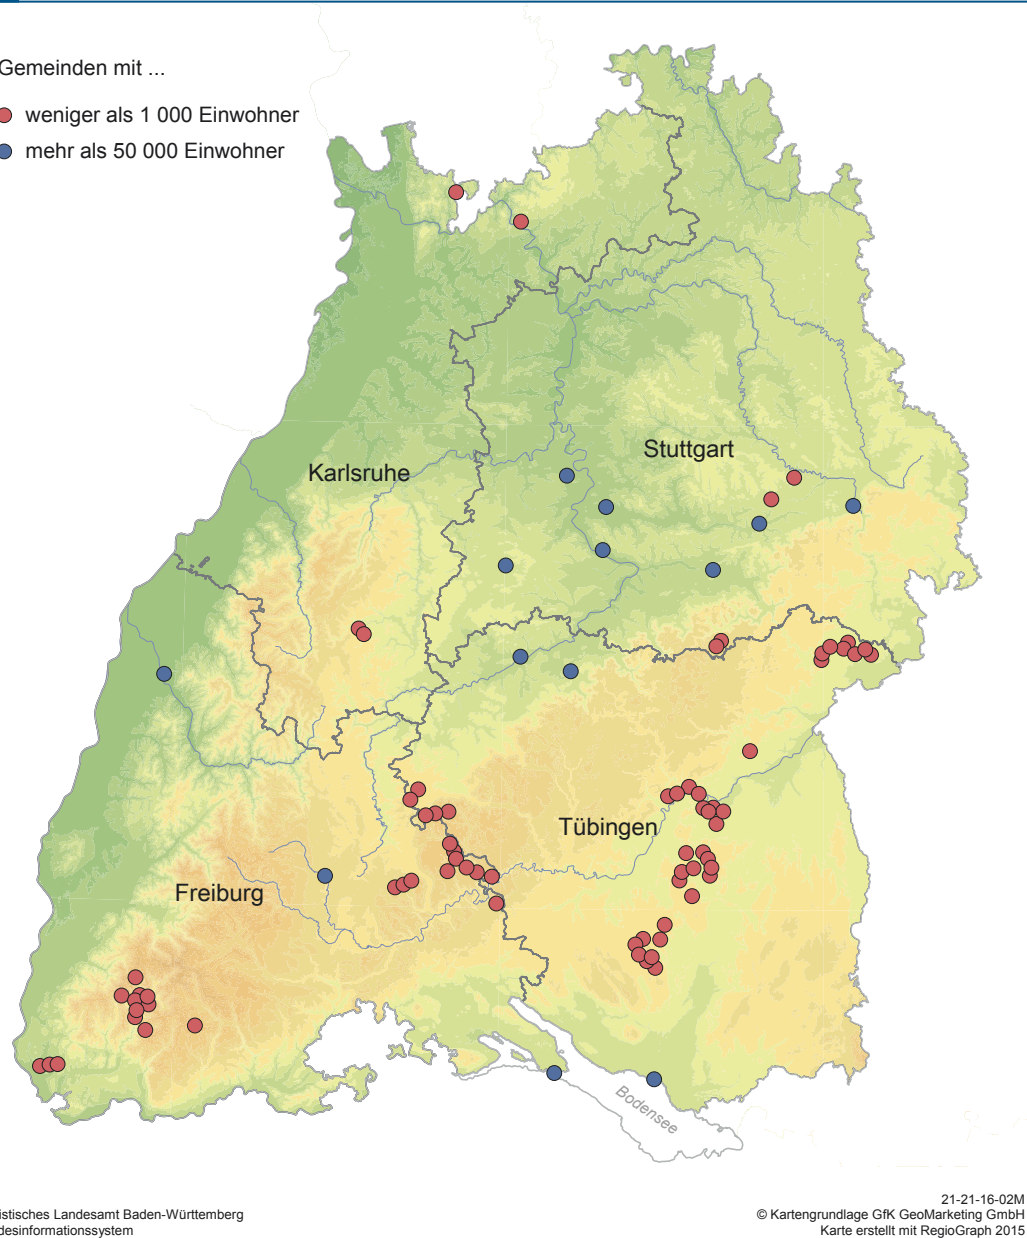 Gemeinden mit ...
weniger als 1 000 Einwohner
mehr als 50 000 Einwohner
Stuttgart
Karlsruhe
Tübingen
Freiburg
Bodensee
21-21-16-02M
istisches Landesamt Baden-Württemberg
© Kartengrundlage GfK GeoMarketing GmbH
desinformationssystem
Karte erstellt mit RegioGraph 2015